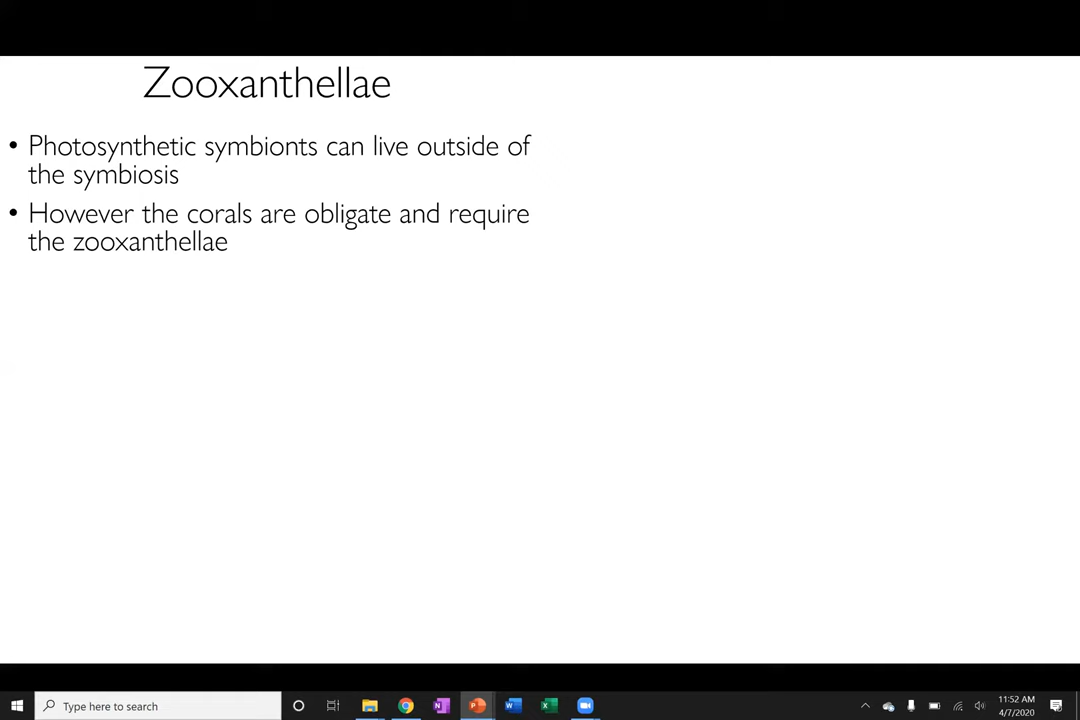 Zooxanthellae
• Photosynthetic symbionts can live outside of
the symbiosis
• However the corals are obligate and require
the zooxanthellae
Type here to search
11:52 AM
4/7/2020